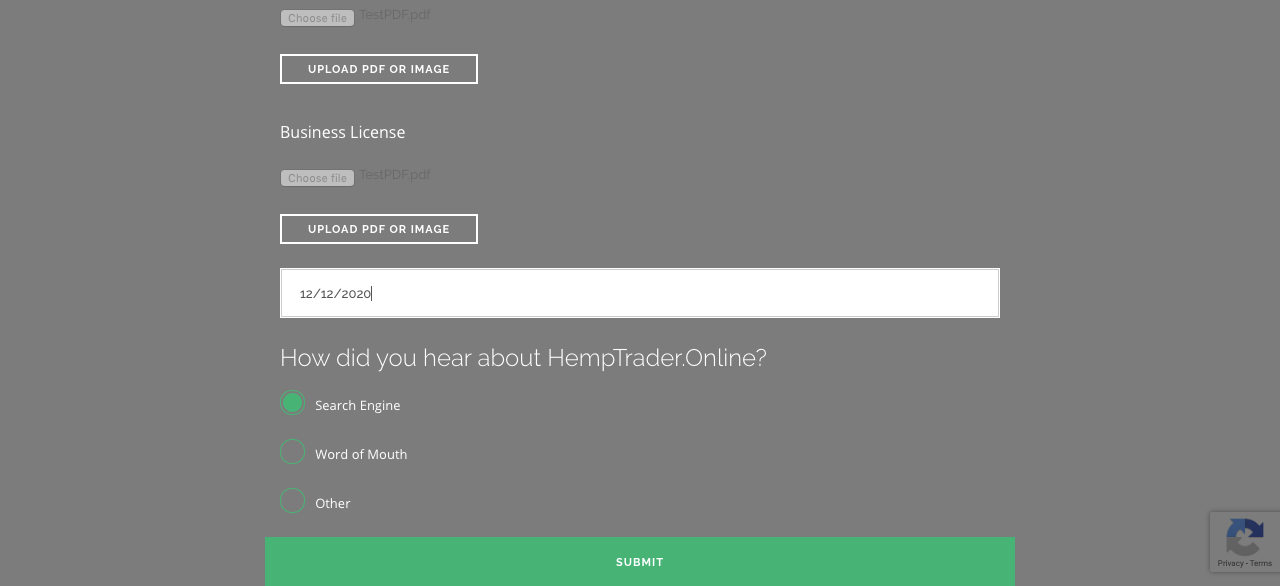 Choose file TestPDF.pdf
UPLOAD PDF OR IMAGE
Business License
Choose file TestPDF.pdf
UPLOAD PDF OR IMAGE
12/12/2020
How did you hear about HempTrader.Online?
Search Engine
Word of Mouth
Other
SUBMIT
Privacy - Terms